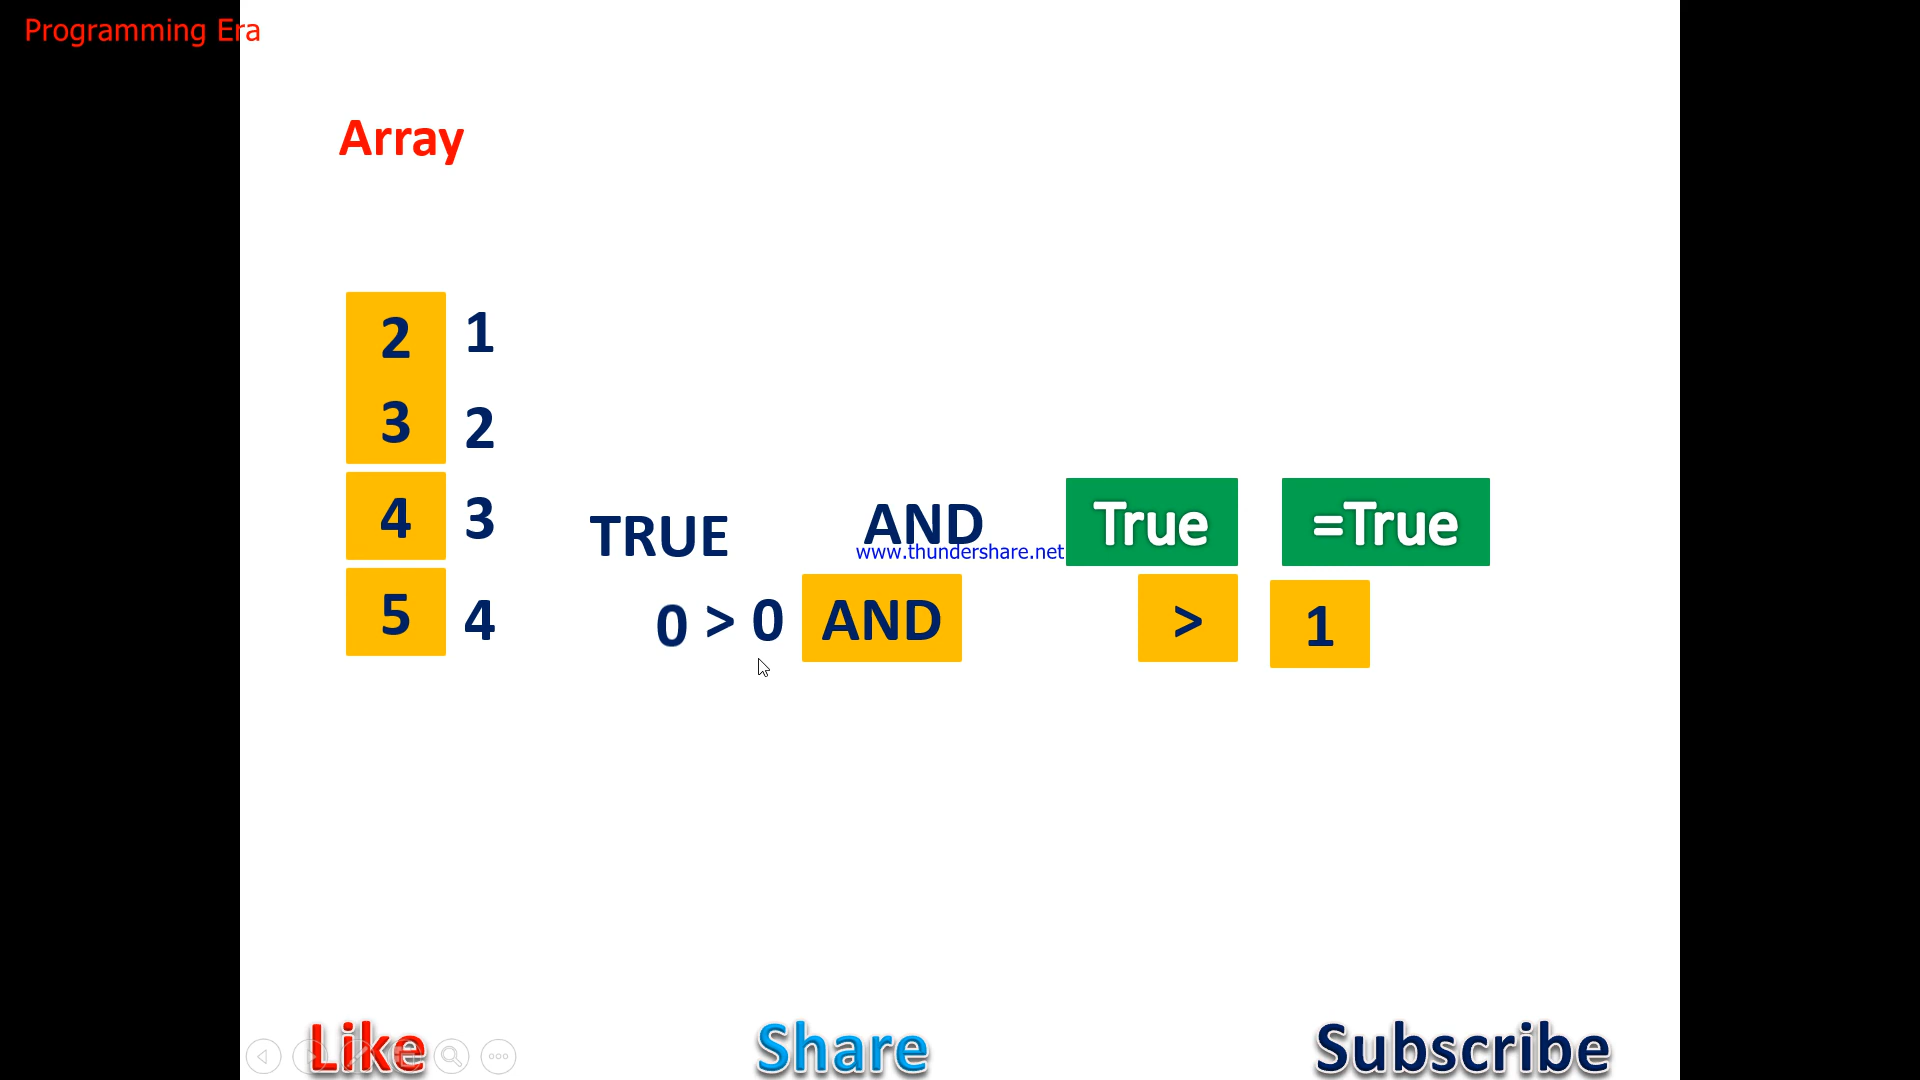 Programming Era
Array
2 1
3 2
4 3 TRUE AND True =True
www.thundershare.net
5 4 0 > 0 AND > 1
Like Share Subscribe